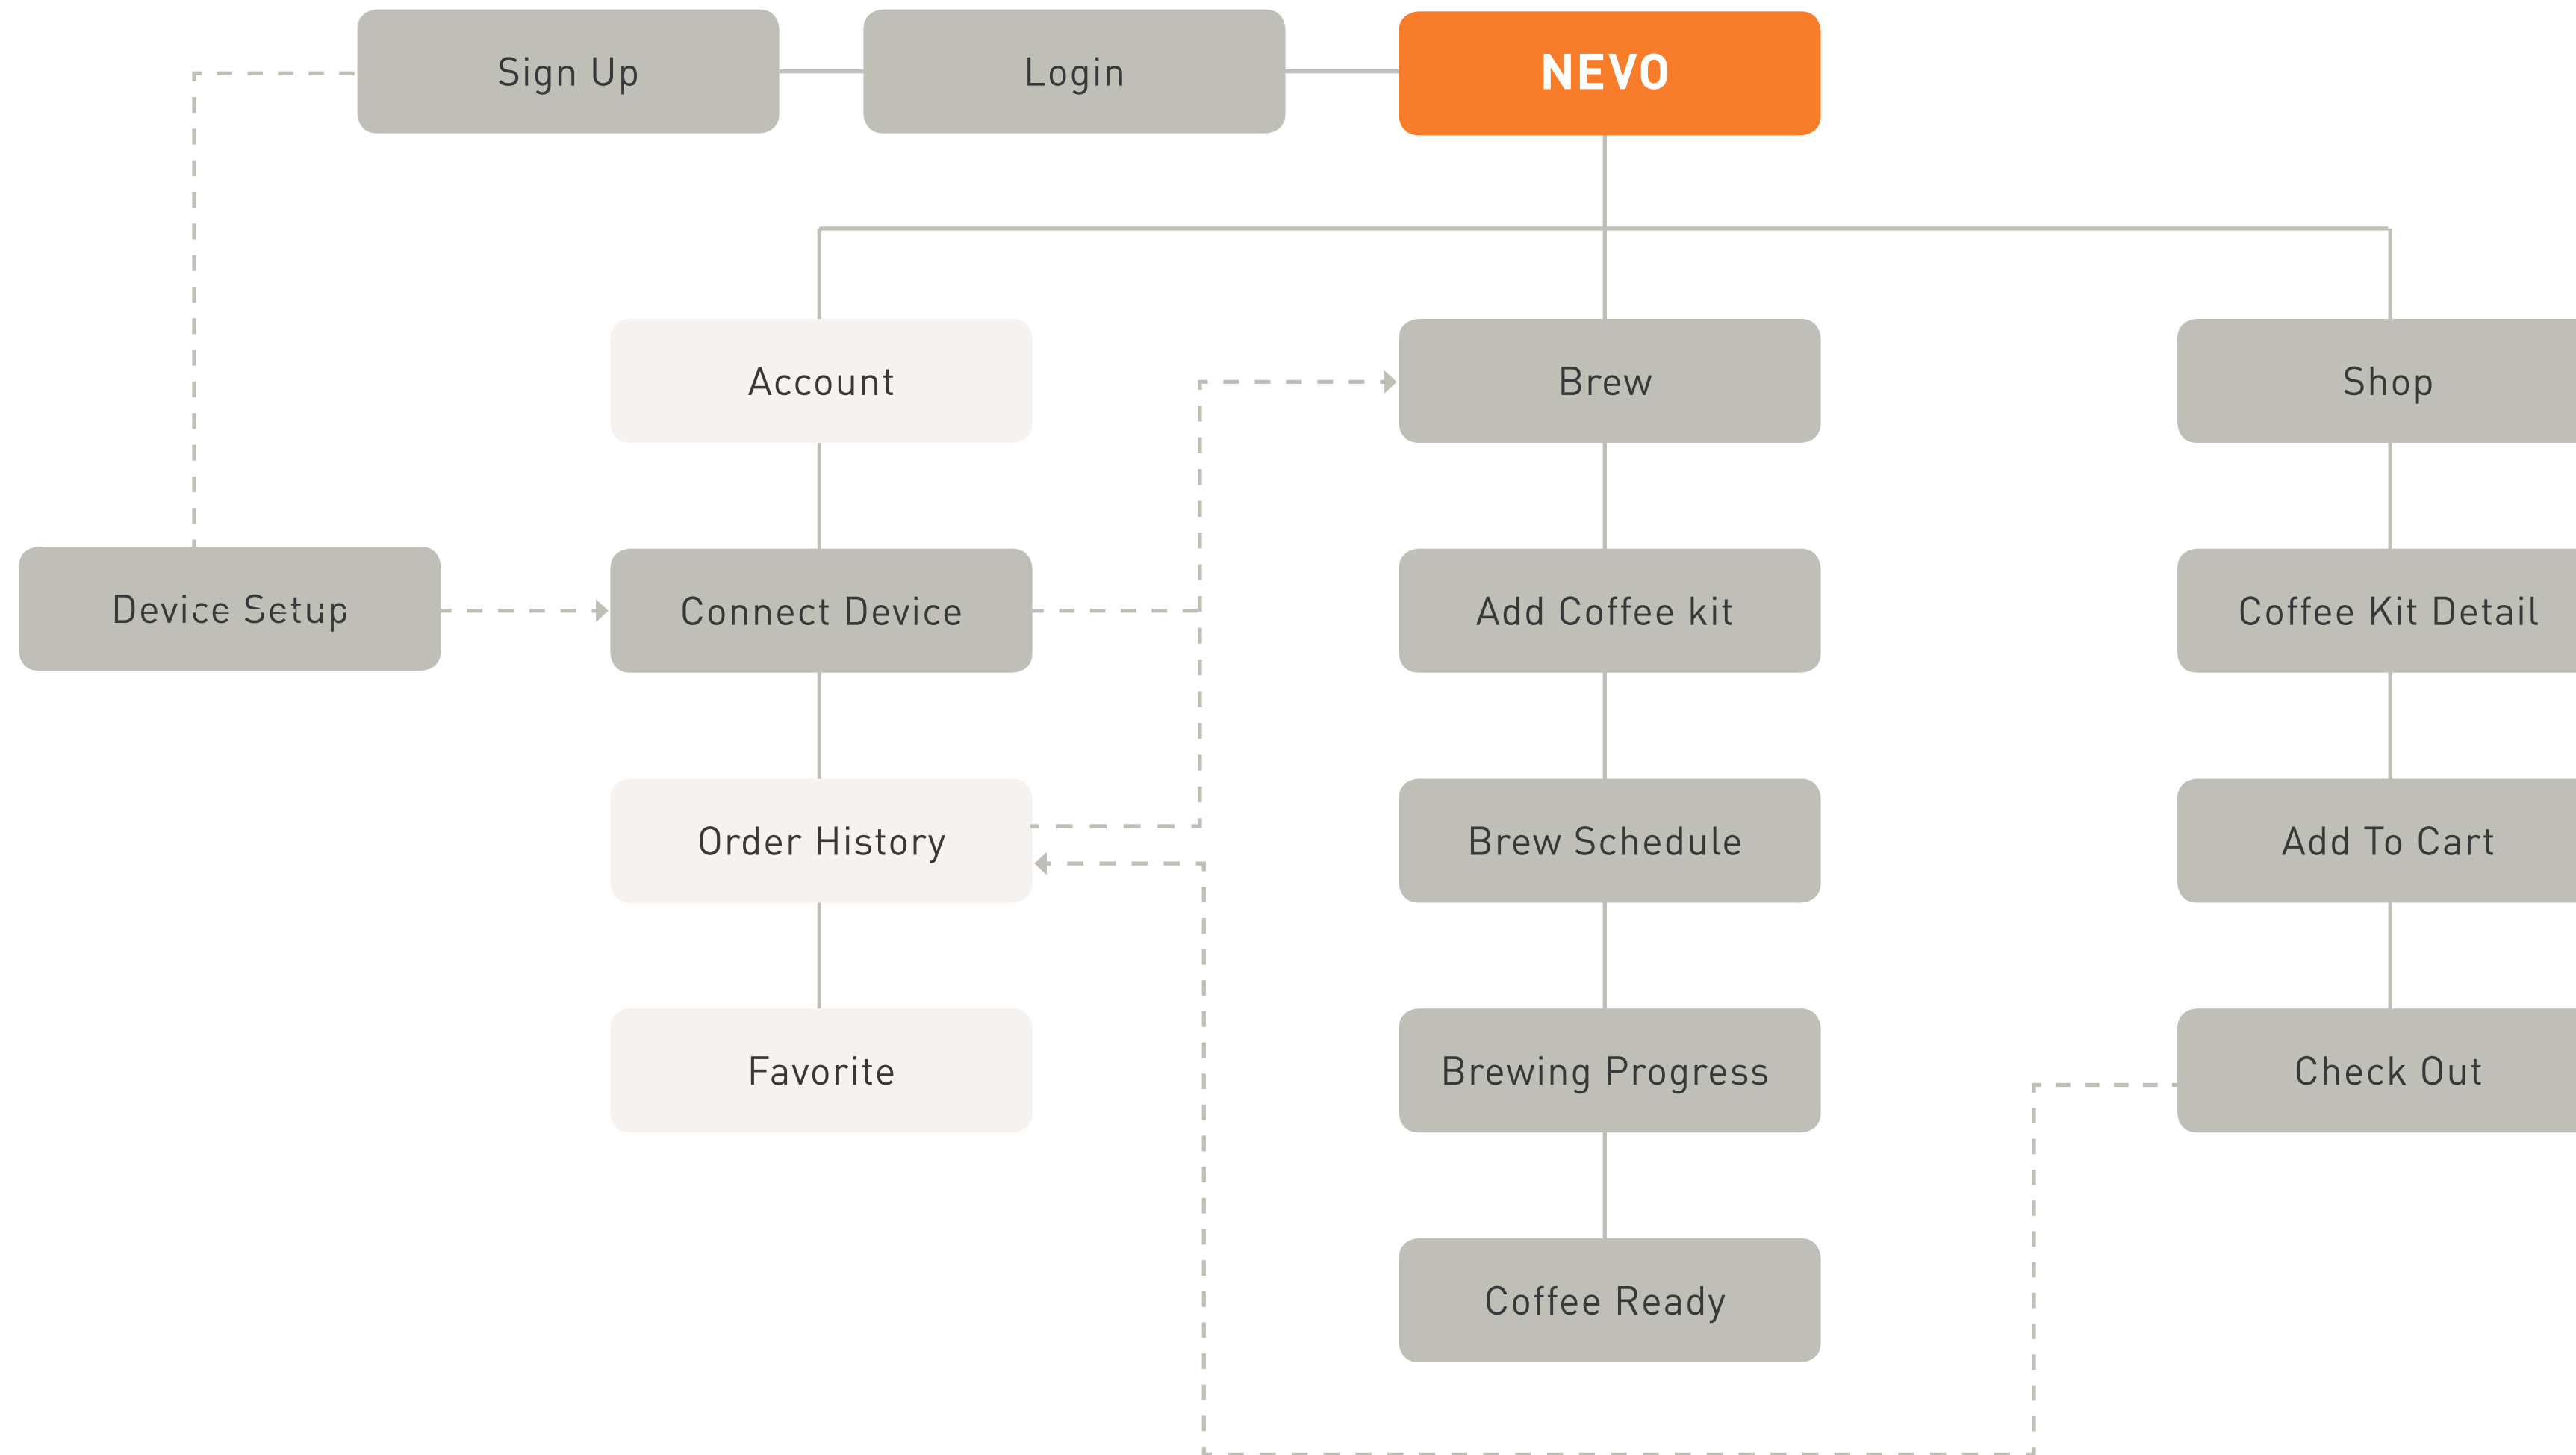 Sign Up
Login
NEVO
Account
Brew
Shop
Device Setup
Connect Device
Add Coffee kit
Coffee Kit Detail
Order History
Brew Schedule
Add To Cart
Favorite
Brewing Progress
Check Out
Coffee Ready